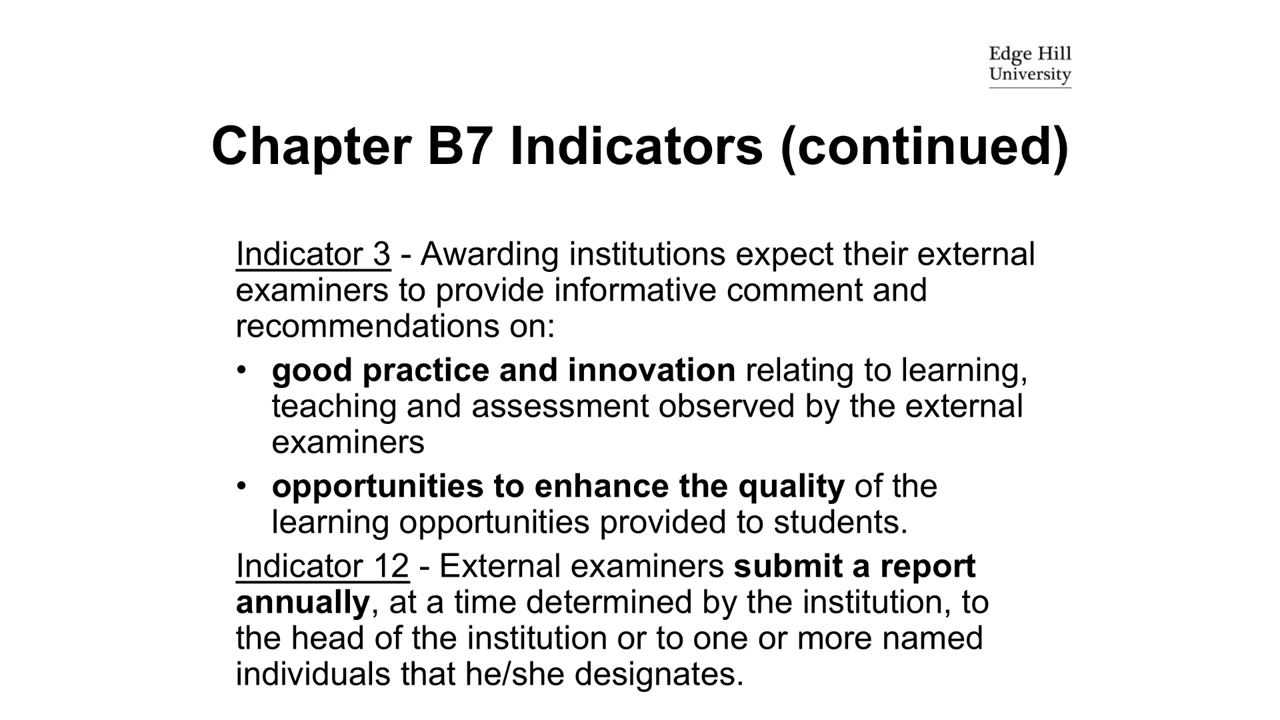 Edge Hill
University
Chapter B7 Indicators (continued)
Indicator 3 - Awarding institutions expect their external
examiners to provide informative comment and
recommendations on:
• good practice and innovation relating to learning,
teaching and assessment observed by the external
examiners
• opportunities to enhance the quality of the
learning opportunities provided to students.
Indicator 12 - External examiners submit a report
annually, at a time determined by the institution, to
the head of the institution or to one or more named
individuals that he/she designates.